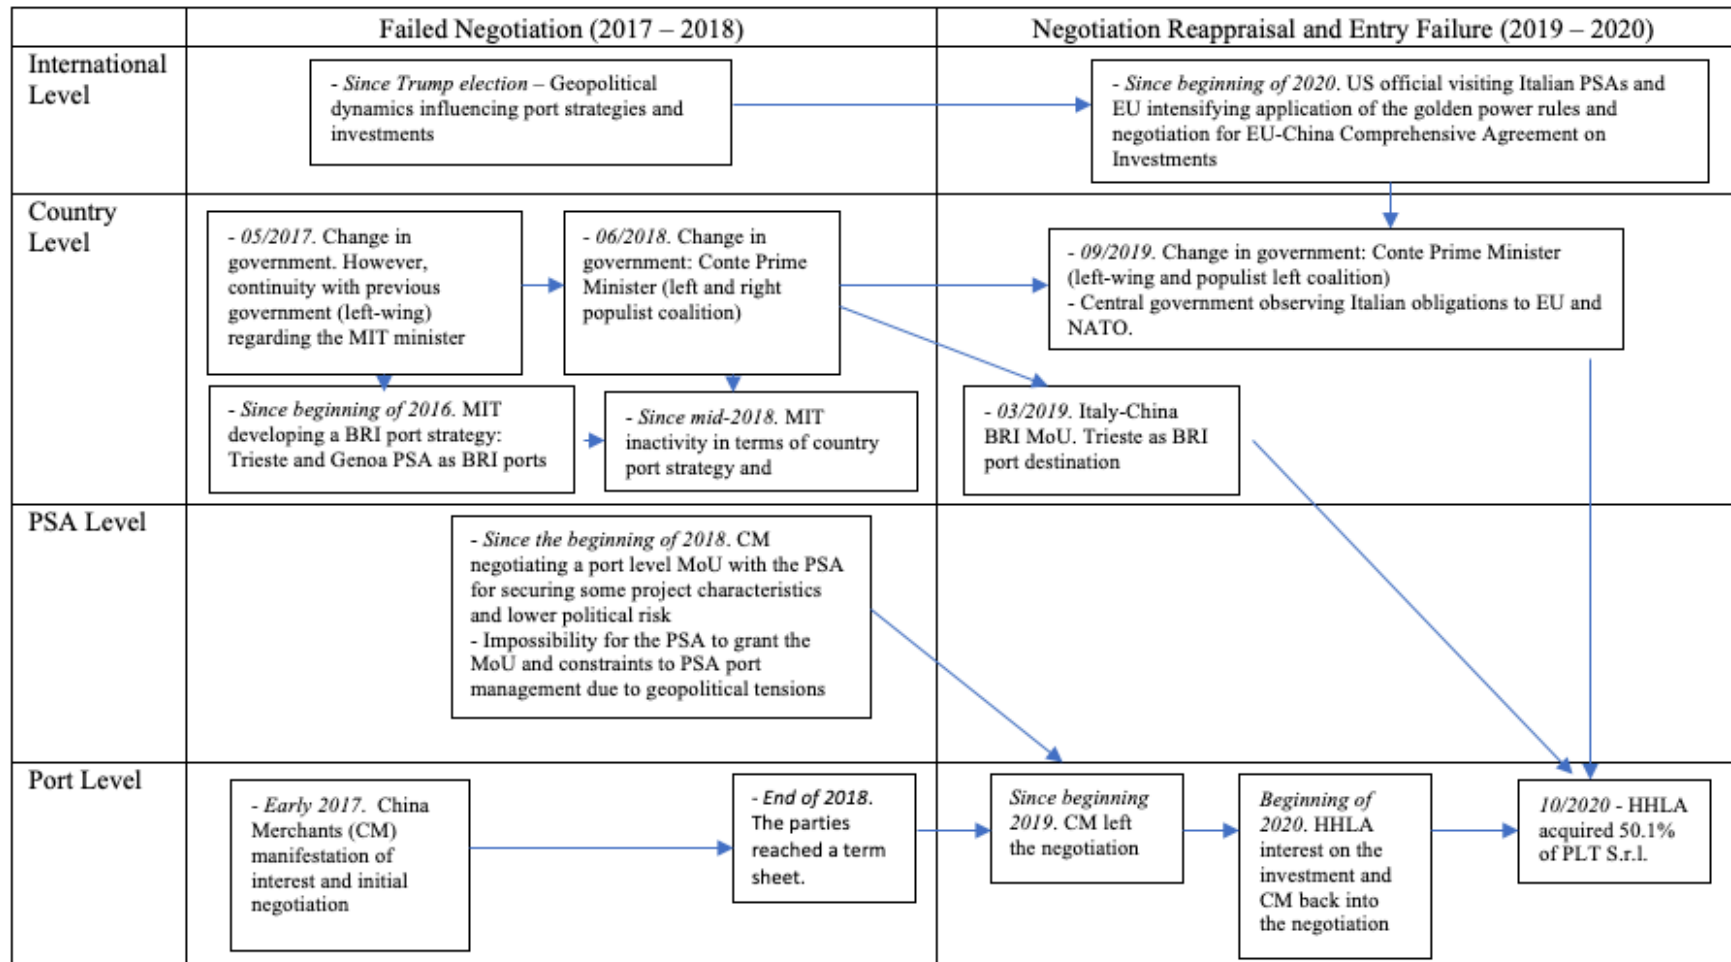 Failed Negotiation (2017 – 2018)
Negotiation Reappraisal and Entry Failure (2019 – 2020)
International
Level
- Since Trump election – Geopolitical
dynamics influencing port strategies and
investments
- Since beginning of 2020. US official visiting Italian PSAs and
EU intensifying application of the golden power rules and
negotiation for EU-China Comprehensive Agreement on
Investments
Country
Level
- 05/2017. Change in
government. However,
continuity with previous
government (left-wing)
regarding the MIT minister
- 06/2018. Change in
government: Conte Prime
Minister (left and right
populist coalition)
- 09/2019. Change in government: Conte Prime Minister
(left-wing and populist left coalition)
- Central government observing Italian obligations to EU and
NATO.
- Since beginning of 2016. MIT
developing a BRI port strategy:
Trieste and Genoa PSA as BRI ports
- Since mid-2018. MIT
inactivity in terms of country
port strategy and
- 03/2019. Italy-China
BRI MoU. Trieste as BRI
port destination
PSA Level
- Since the beginning of 2018. CM
negotiating a port level MoU with the PSA
for securing some project characteristics
and lower political risk
- Impossibility for the PSA to grant the
MoU and constraints to PSA port
management due to geopolitical tensions
Port Level
- Early 2017. China
Merchants (CM)
manifestation of
interest and initial
negotiation
- End of 2018.
The parties
reached a term
sheet.
Since beginning
2019. CM left
the negotiation
Beginning of
2020. HHLA
interest on the
investment and
CM back into
the negotiation
10/2020 - HHLA
acquired 50.1%
of PLT S.r.l.